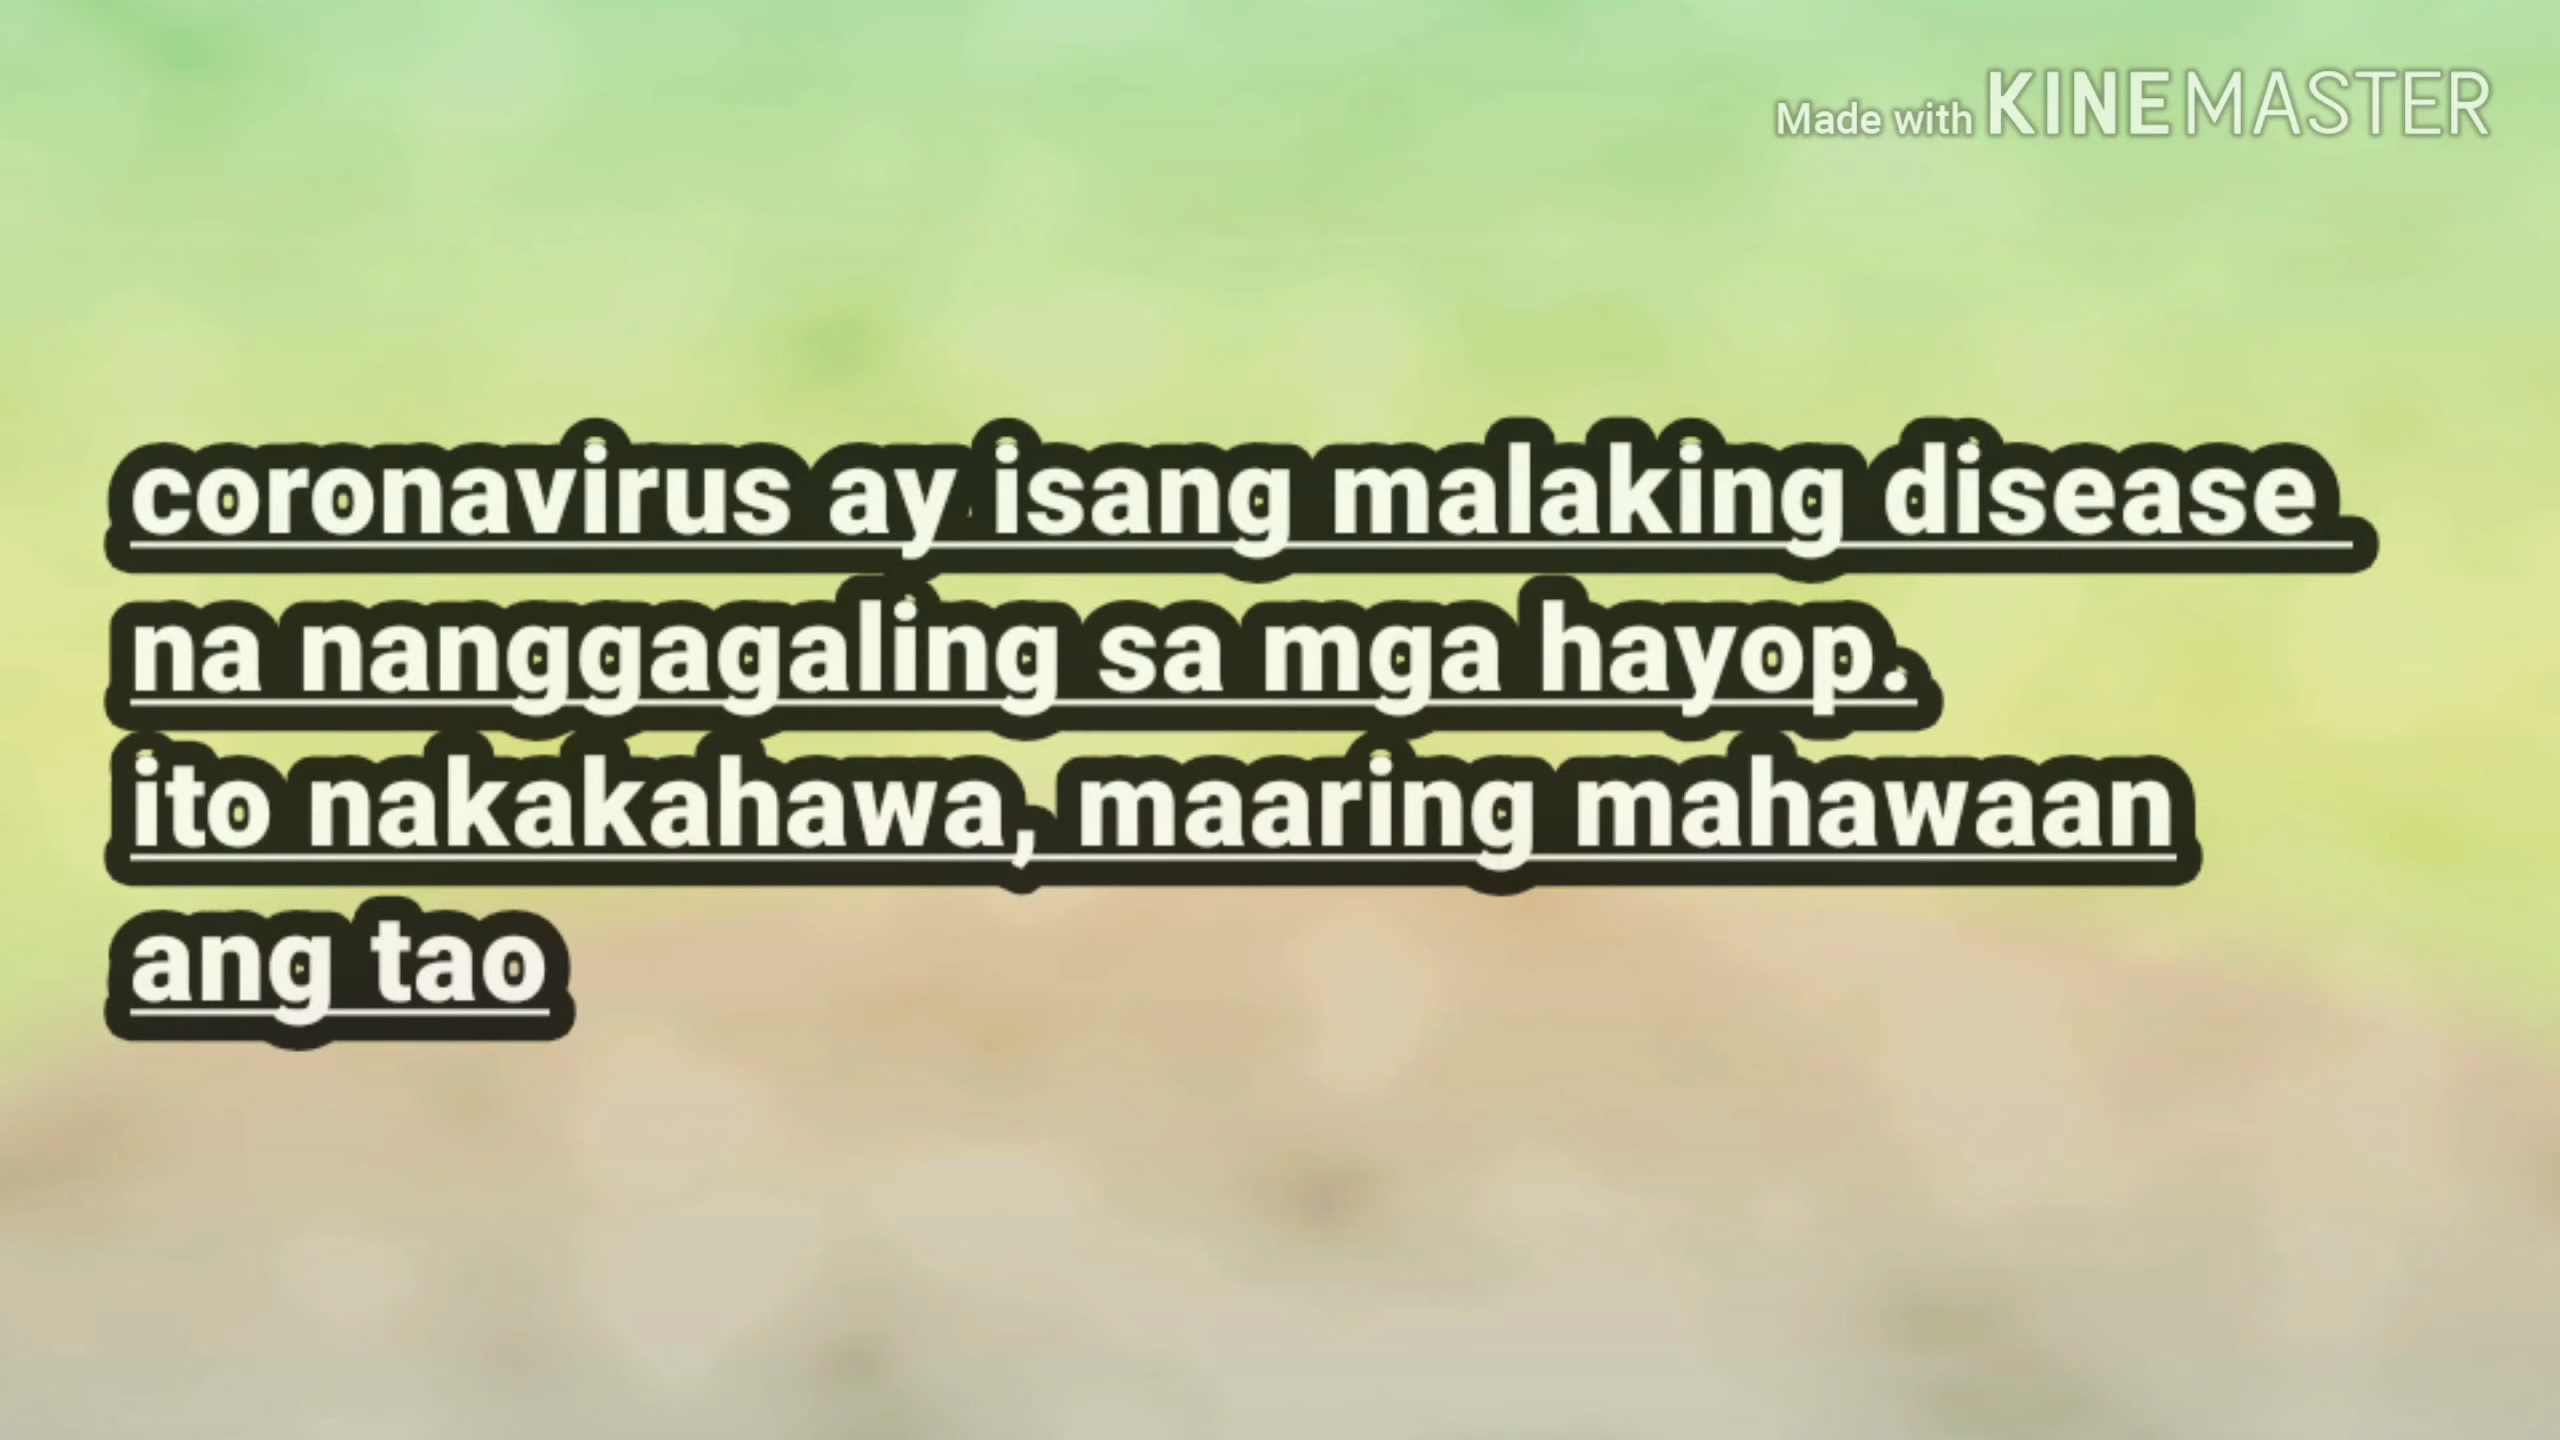 Made with KINEMASTER
coronavirus ay isang malaking disease
na nanggagaling sa mga hayop.
ito nakakahawa, maaring mahawaan
ang tao